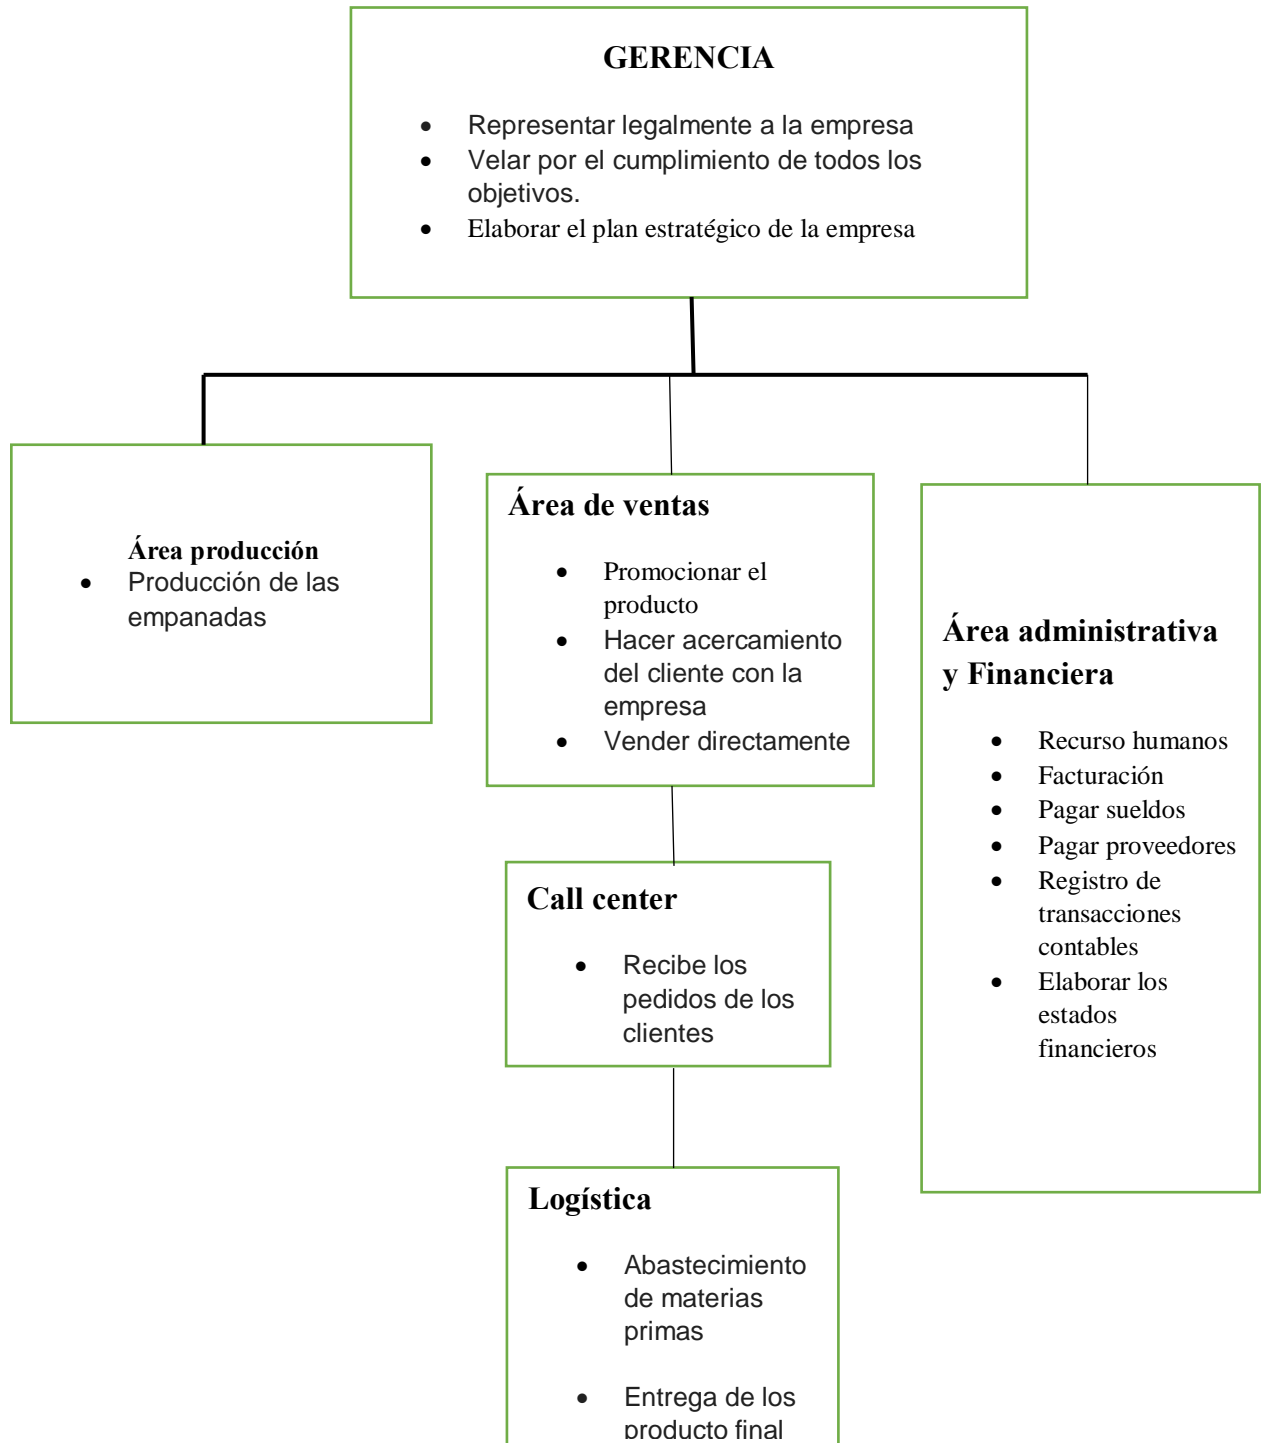 GERENCIA
• Representar legalmente a la empresa
• Velar por el cumplimiento de todos los
objetivos.
• Elaborar el plan estratégico de la empresa
Área producción
• Producción de las
empanadas
Área de ventas
• Promocionar el
producto
• Hacer acercamiento
del cliente con la
empresa
• Vender directamente
Call center
• Recibe los
pedidos de los
clientes
Logística
• Abastecimiento
de materias
primas
• Entrega de los
producto final
Área administrativa
y Financiera
• Recurso humanos
• Facturación
• Pagar sueldos
• Pagar proveedores
• Registro de
transacciones
contables
• Elaborar los
estados
financieros